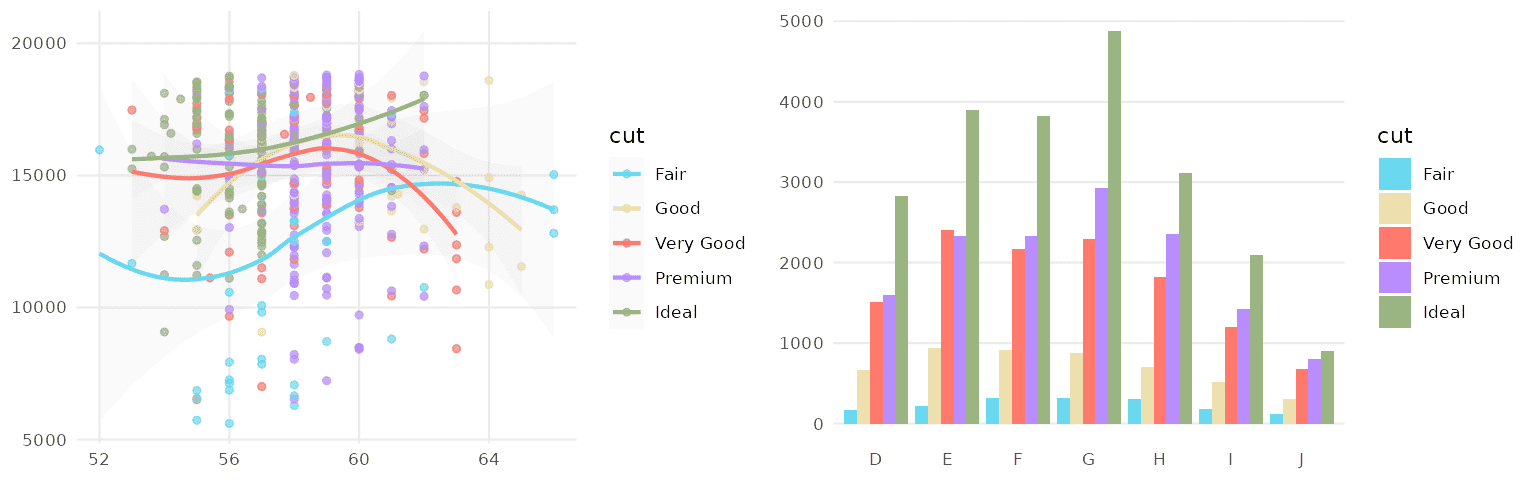 20000
15000
10000
5000
52 56 60 64
cut
Fair
Good
Very Good
Premium
Ideal
5000
4000
3000
2000
1000
0
D E F G H I J
cut
Fair
Good
Very Good
Premium
Ideal